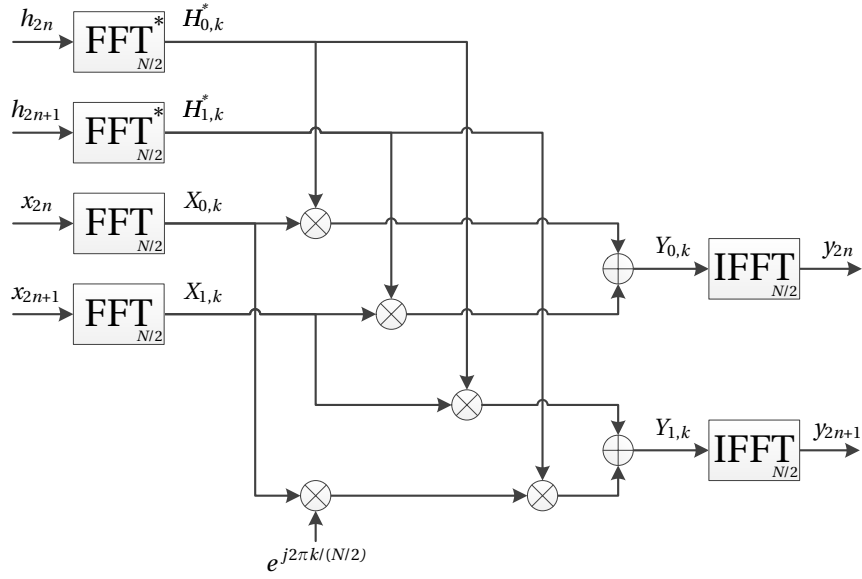 h₂ₙ FFT* N/2 H*₀,ₖ
h₂ₙ₊₁ FFT* N/2 H*₁,ₖ
x₂ₙ FFT N/2 X₀,ₖ
Y₀,ₖ IFFT N/2 y₂ₙ
x₂ₙ₊₁ FFT N/2 X₁,ₖ
Y₁,ₖ IFFT N/2 y₂ₙ₊₁
e^{j2πk/(N/2)}